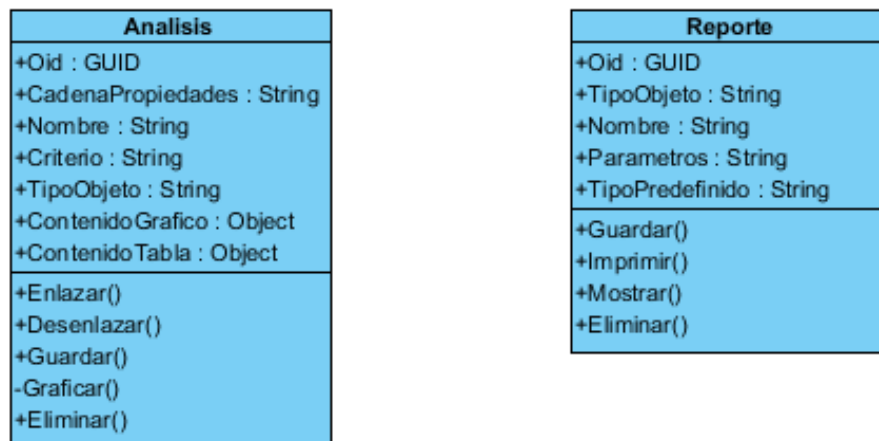 Analisis
+Oid : GUID
+CadenaPropiedades : String
+Nombre : String
+Criterio : String
+TipoObjeto : String
+ContenidoGrafico : Object
+ContenidoTabla : Object
+Enlazar()
+Desenlazar()
+Guardar()
-Graficar()
+Eliminar()
Reporte
+Oid : GUID
+TipoObjeto : String
+Nombre : String
+Parametros : String
+TipoPredefinido : String
+Guardar()
+Imprimir()
+Mostrar()
+Eliminar()